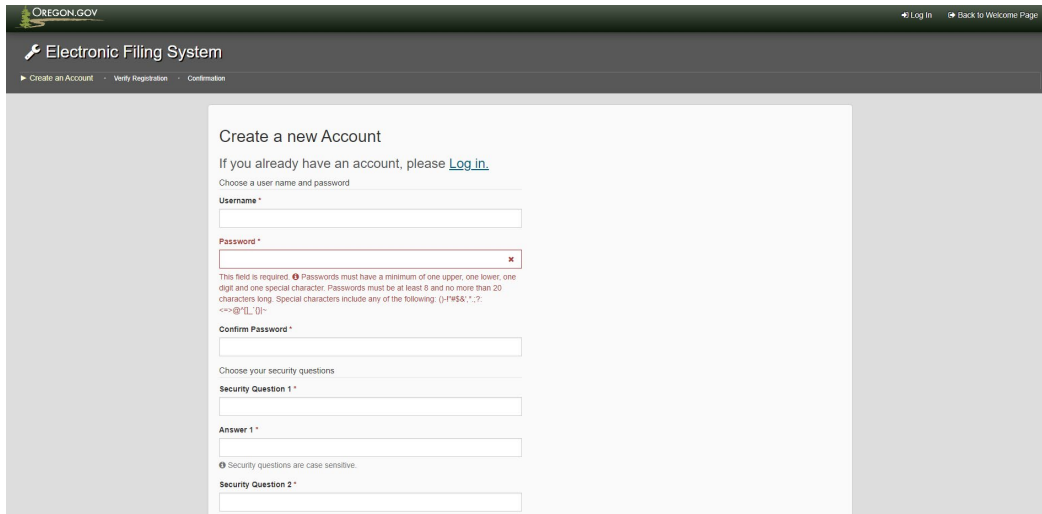 OREGON.GOV
Log In
Back to Welcome Page
Electronic Filing System
Create an Account - Verify Registration - Confirmation
Create a new Account
If you already have an account, please Log in.
Choose a user name and password
Username *
Password *
This field is required. Passwords must have a minimum of one upper, one lower, one
digit and one special character. Passwords must be at least 8 and no more than 20
characters long. Special characters include any of the following: ()-!"#$&',*.;?:
<=>@^[]_`{}|~
Confirm Password *
Choose your security questions
Security Question 1 *
Answer 1 *
Security questions are case sensitive.
Security Question 2 *